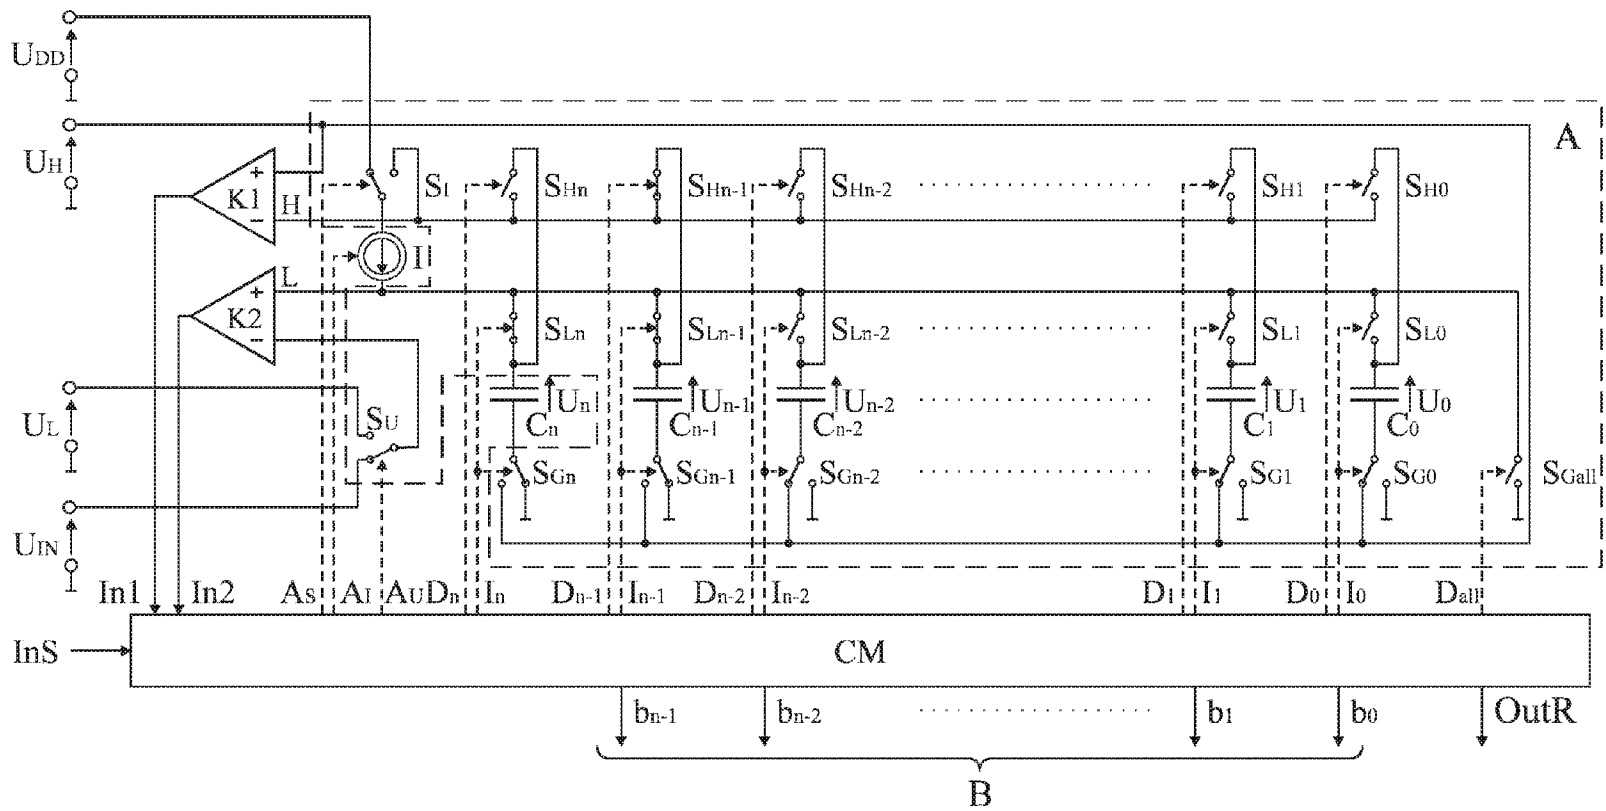 UDD
UH
A
K1
+
−
H
SI
SHn
SHn-1
SHn-2
SH1
SH0
I
L
K2
+
−
SLn
SLn-1
SLn-2
SL1
SL0
UL
SU
Un
Cn
Un-1
Cn-1
Un-2
Cn-2
U1
C1
U0
C0
SGn
SGn-1
SGn-2
SG1
SG0
SGall
UIN
In1
In2
AS
AI
AU
Dn
In
Dn-1
In-1
Dn-2
In-2
D1
I1
D0
I0
Dall
InS
CM
bn-1
bn-2
b1
b0
OutR
B